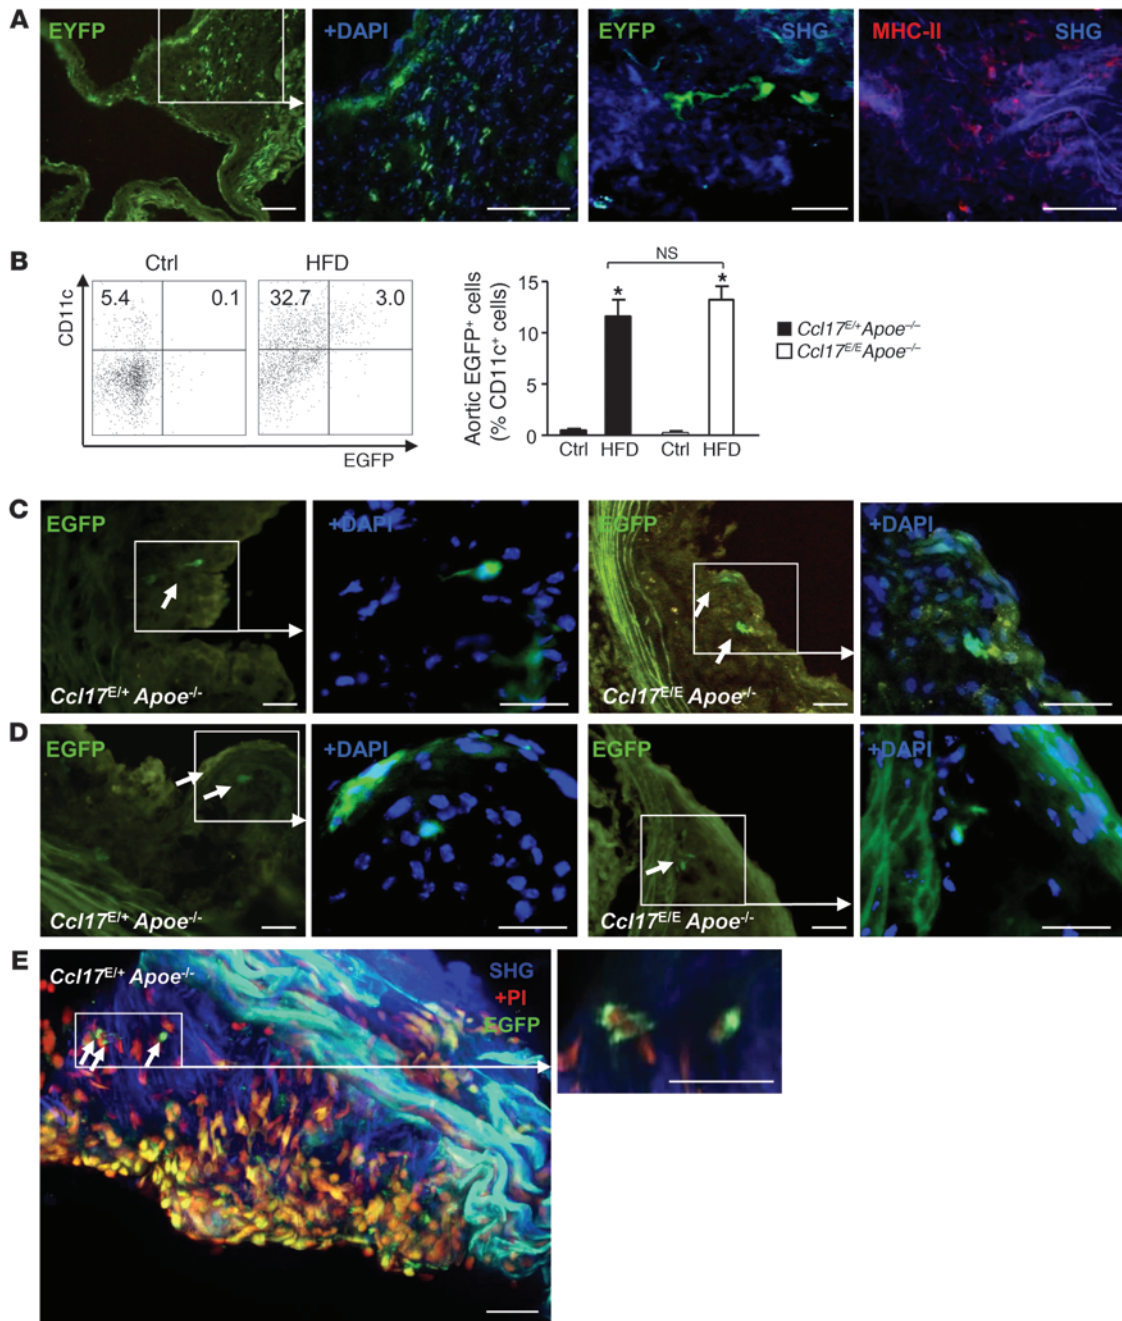 A
EYFP
+DAPI
EYFP SHG
MHC-II SHG
B
Ctrl
HFD
CD11c
5.4 0.1
32.7 3.0
EGFP
Aortic EGFP⁺ cells
(% CD11c⁺ cells)
15
10
5
0
NS
* *
Ctrl HFD Ctrl HFD
Ccl17ᴱ/⁺Apoe⁻/⁻
Ccl17ᴱ/ᴱApoe⁻/⁻
C
EGFP
Ccl17ᴱ/⁺ Apoe⁻/⁻
+DAPI
EGFP
Ccl17ᴱ/ᴱ Apoe⁻/⁻
+DAPI
D
EGFP
Ccl17ᴱ/⁺ Apoe⁻/⁻
+DAPI
EGFP
Ccl17ᴱ/ᴱ Apoe⁻/⁻
+DAPI
E
Ccl17ᴱ/⁺ Apoe⁻/⁻
SHG
+PI
EGFP